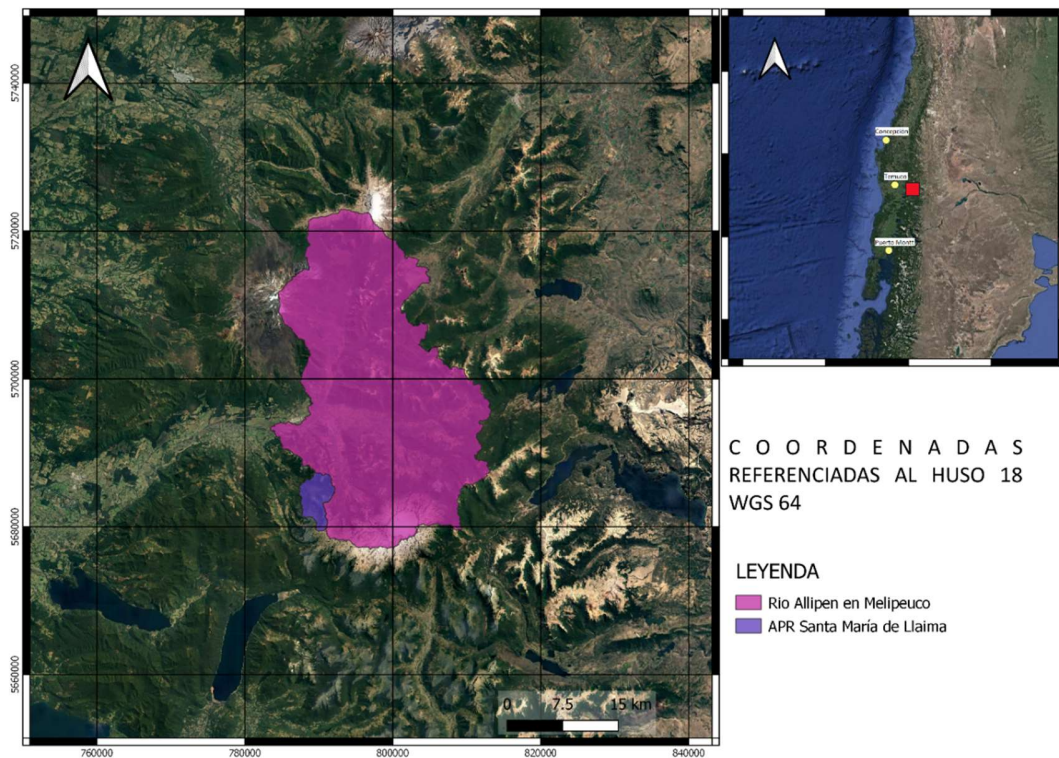 5740000
5720000
5700000
5680000
5660000
760000
780000
800000
820000
840000
0 7.5 15 km
Concepción
Temuco
Puerto Montt
C O O R D E N A D A S
REFERENCIADAS AL HUSO 18
WGS 64
LEYENDA
Rio Allipen en Melipeuco
APR Santa María de Llaima